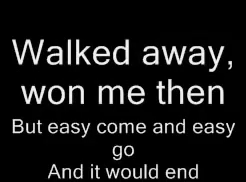 Walked away,
won me then
But easy come and easy
go
And it would end